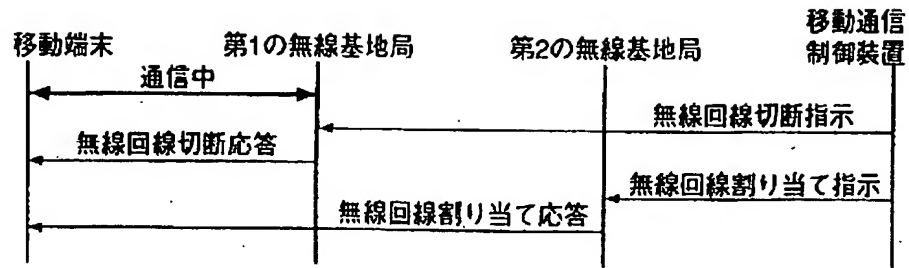 移動端末
第1の無線基地局
第2の無線基地局
移動通信
制御装置
通信中
無線回線切断指示
無線回線切断応答
無線回線割り当て指示
無線回線割り当て応答